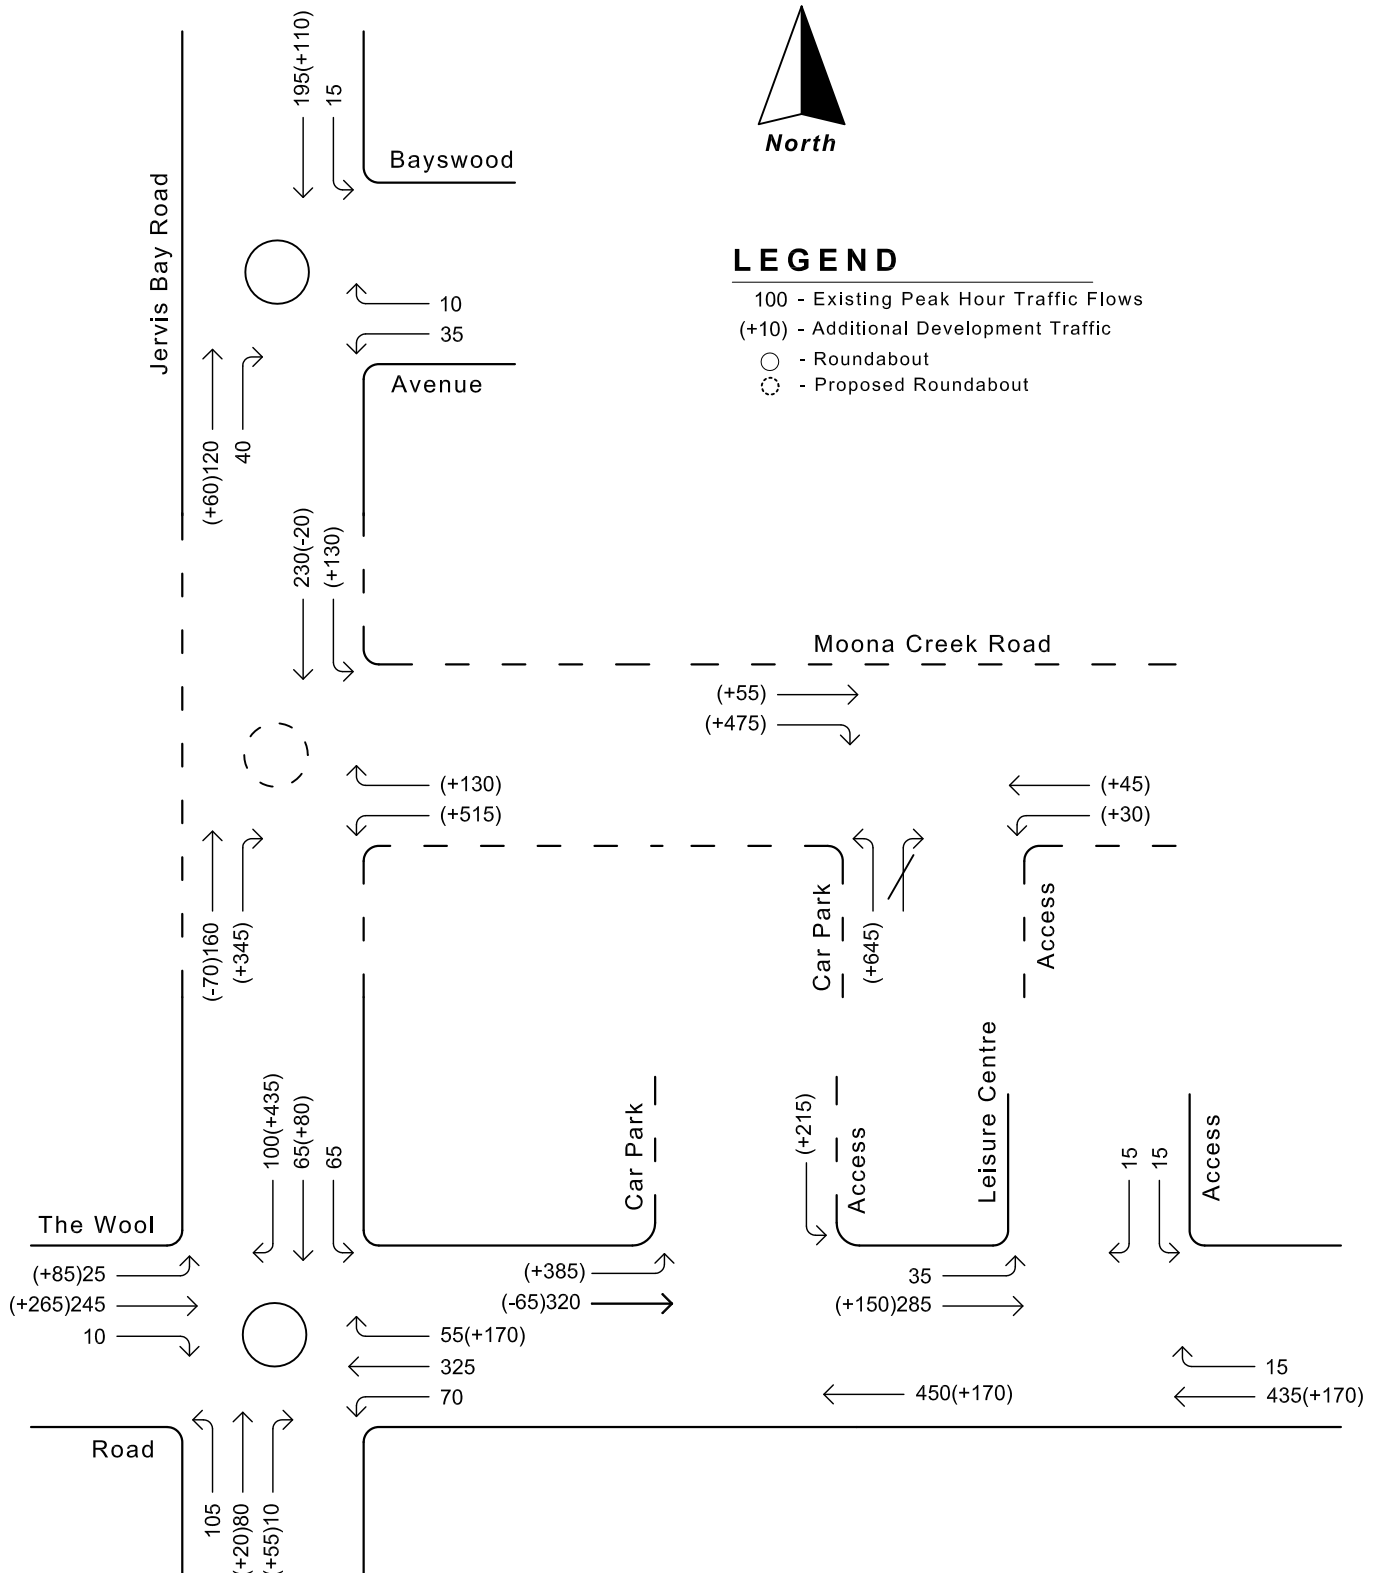 195(+110)
15
North
Bayswood
Jervis Bay Road
LEGEND
100 - Existing Peak Hour Traffic Flows
(+10) - Additional Development Traffic
- Roundabout
- Proposed Roundabout
10
35
Avenue
(+60)120
40
230(-20)
(+130)
Moona Creek Road
(+55)
(+475)
(+130)
(+515)
(+45)
(+30)
(-70)160
(+345)
Car Park
(+645)
Access
100(+435)
65(+80)
65
Car Park
(+215)
Access
Leisure Centre
15
15
Access
The Wool
(+85)25
(+265)245
10
(+385)
(-65)320
35
(+150)285
55(+170)
325
70
15
450(+170)
435(+170)
Road
105
(+20)80
(+55)10